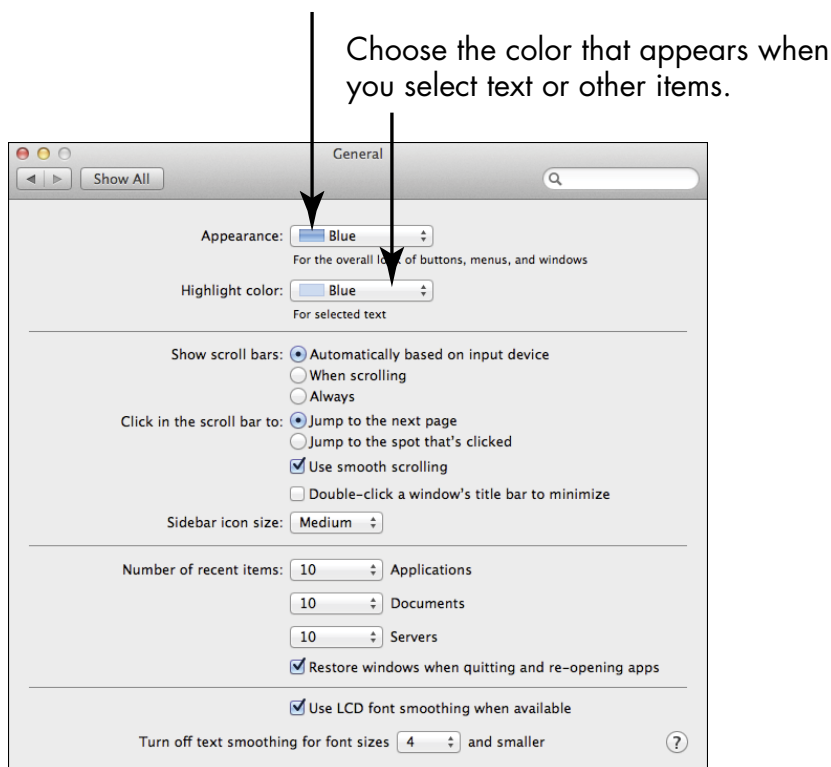 Choose the color that appears when
you select text or other items.
General
Show All
Appearance: Blue
For the overall look of buttons, menus, and windows
Highlight color: Blue
For selected text
Show scroll bars: Automatically based on input device
When scrolling
Always
Click in the scroll bar to: Jump to the next page
Jump to the spot that's clicked
Use smooth scrolling
Double-click a window's title bar to minimize
Sidebar icon size: Medium
Number of recent items: 10 Applications
10 Documents
10 Servers
Restore windows when quitting and re-opening apps
Use LCD font smoothing when available
Turn off text smoothing for font sizes 4 and smaller
?